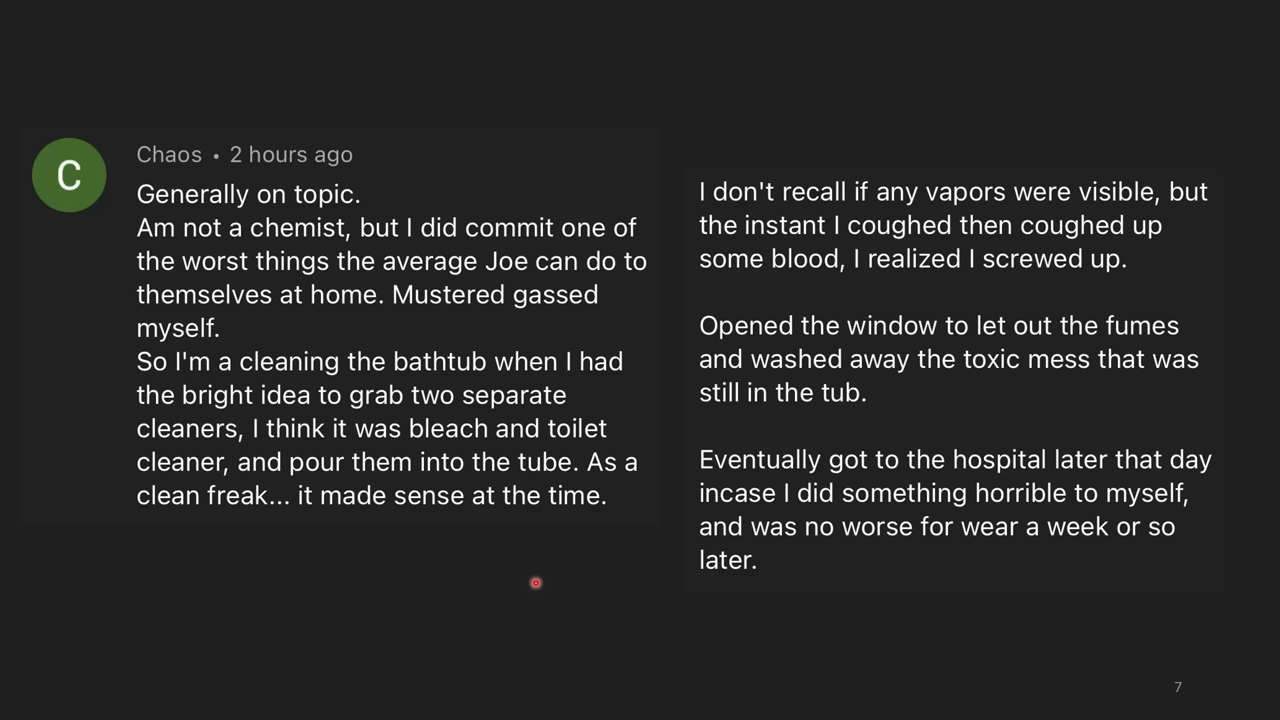 C
Chaos • 2 hours ago
Generally on topic.
Am not a chemist, but I did commit one of
the worst things the average Joe can do to
themselves at home. Mustered gassed
myself.
So I'm a cleaning the bathtub when I had
the bright idea to grab two separate
cleaners, I think it was bleach and toilet
cleaner, and pour them into the tube. As a
clean freak... it made sense at the time.
I don't recall if any vapors were visible, but
the instant I coughed then coughed up
some blood, I realized I screwed up.
Opened the window to let out the fumes
and washed away the toxic mess that was
still in the tub.
Eventually got to the hospital later that day
incase I did something horrible to myself,
and was no worse for wear a week or so
later.
7